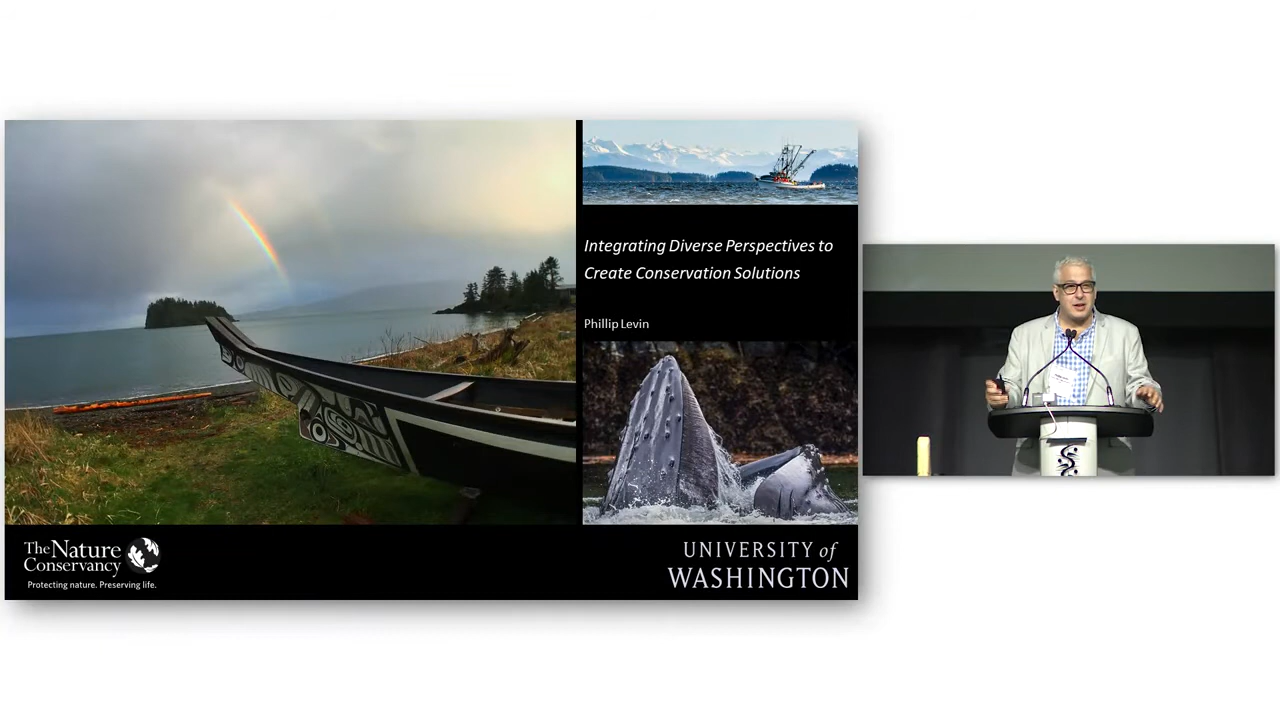 Integrating Diverse Perspectives to
Create Conservation Solutions
Phillip Levin
The Nature
Conservancy
Protecting nature. Preserving life.
UNIVERSITY of
WASHINGTON